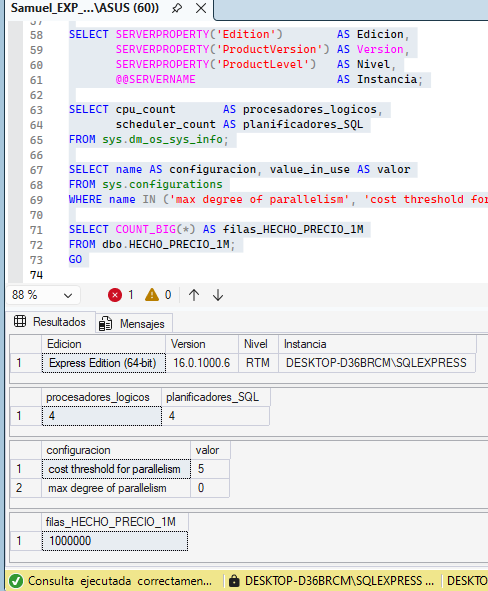 Samuel_EXP_...\ASUS (60))
58 SELECT SERVERPROPERTY('Edition') AS Edicion,
59 SERVERPROPERTY('ProductVersion') AS Version,
60 SERVERPROPERTY('ProductLevel') AS Nivel,
61 @@SERVERNAME AS Instancia;
62
63 SELECT cpu_count AS procesadores_logicos,
64 scheduler_count AS planificadores_SQL
65 FROM sys.dm_os_sys_info;
66
67 SELECT name AS configuracion, value_in_use AS valor
68 FROM sys.configurations
69 WHERE name IN ('max degree of parallelism', 'cost threshold for
70
71 SELECT COUNT_BIG(*) AS filas_HECHO_PRECIO_1M
72 FROM dbo.HECHO_PRECIO_1M;
73 GO
74
88 % 1 0
Resultados Mensajes
Edicion Version Nivel Instancia
1 Express Edition (64-bit) 16.0.1000.6 RTM DESKTOP-D36BRCM\SQLEXPRESS
procesadores_logicos planificadores_SQL
1 4 4
configuracion valor
1 cost threshold for parallelism 5
2 max degree of parallelism 0
filas_HECHO_PRECIO_1M
1 1000000
Consulta ejecutada correctamen... DESKTOP-D36BRCM\SQLEXPRESS ... DESKTO